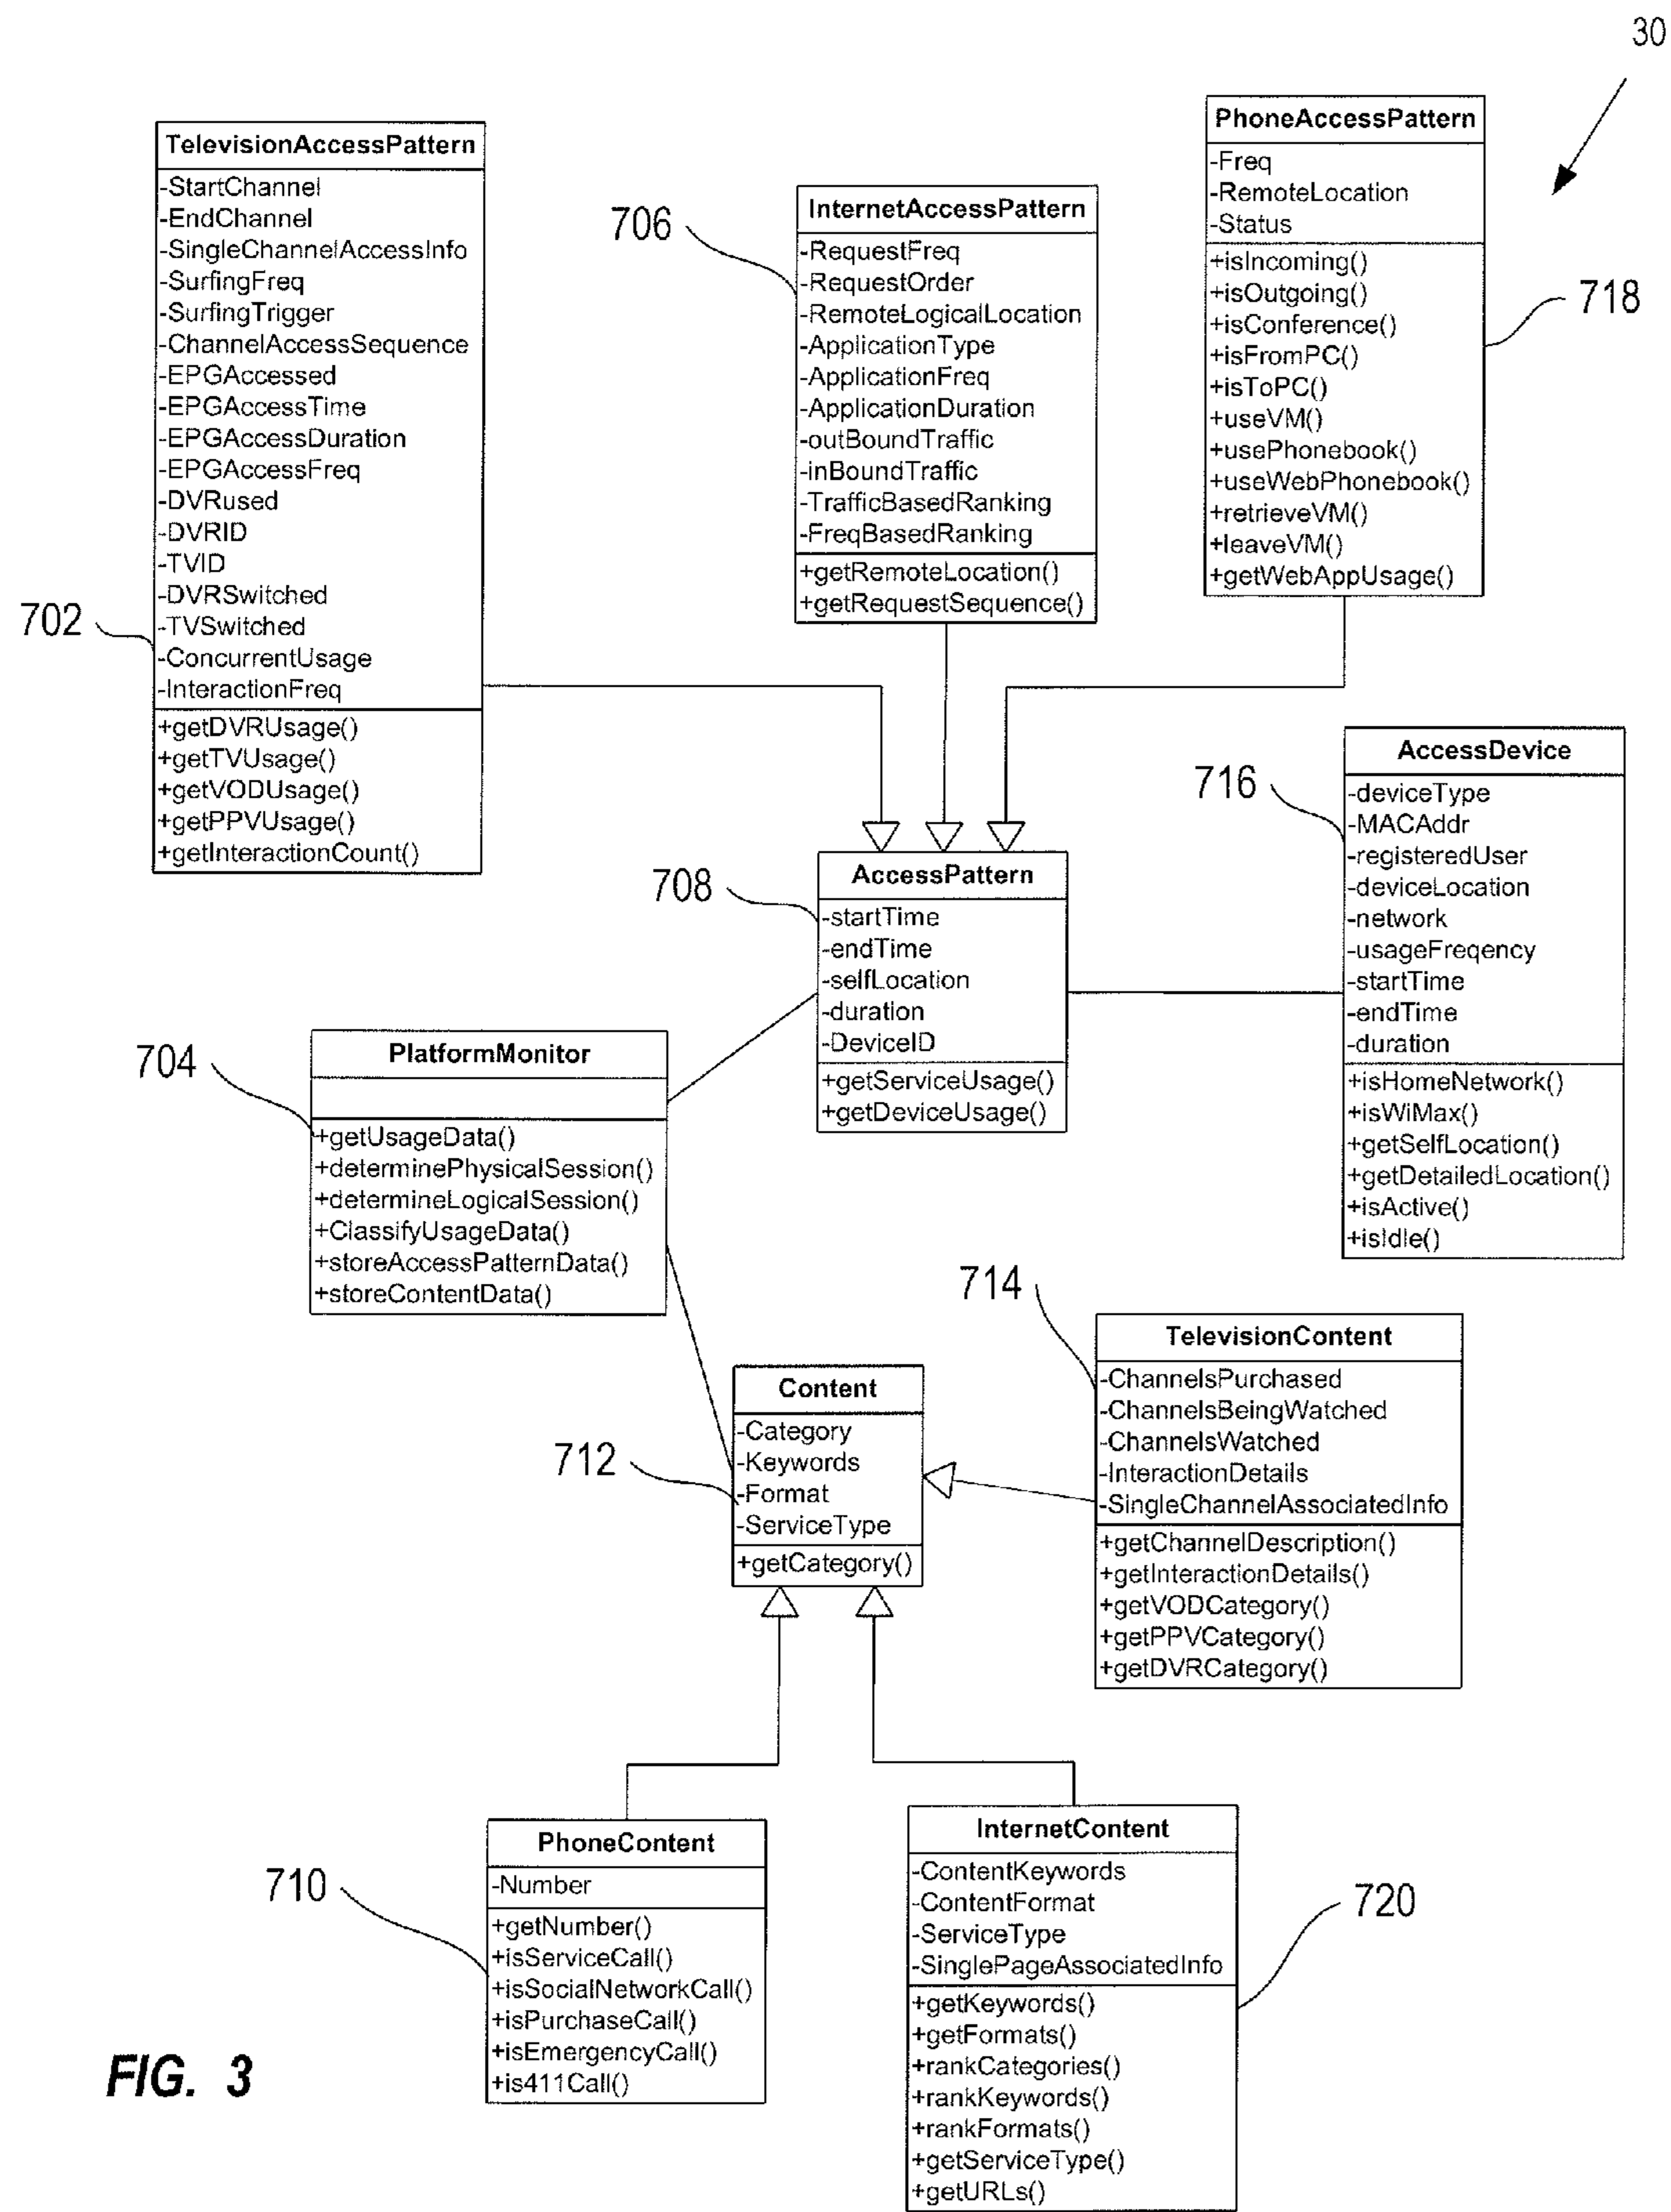 30
TelevisionAccessPattern
-StartChannel
-EndChannel
-SingleChannelAccessInfo
-SurfingFreq
-SurfingTrigger
-ChannelAccessSequence
-EPGAccessed
-EPGAccessTime
-EPGAccessDuration
-EPGAccessFreq
-DVRused
-DVRID
-TVID
-DVRSwitched
-TVSwitched
-ConcurrentUsage
-InteractionFreq
+getDVRUsage()
+getTVUsage()
+getVODUsage()
+getPPVUsage()
+getInteractionCount()
702
706
InternetAccessPattern
-RequestFreq
-RequestOrder
-RemoteLogicalLocation
-ApplicationType
-ApplicationFreq
-ApplicationDuration
-outBoundTraffic
-inBoundTraffic
-TrafficBasedRanking
-FreqBasedRanking
+getRemoteLocation()
+getRequestSequence()
PhoneAccessPattern
-Freq
-RemoteLocation
-Status
+isIncoming()
+isOutgoing()
+isConference()
+isFromPC()
+isToPC()
+useVM()
+usePhonebook()
+useWebPhonebook()
+retrieveVM()
+leaveVM()
+getWebAppUsage()
718
708
AccessPattern
-startTime
-endTime
-selfLocation
-duration
-DeviceID
+getServiceUsage()
+getDeviceUsage()
716
AccessDevice
-deviceType
-MACAddr
-registeredUser
-deviceLocation
-network
-usageFreqency
-startTime
-endTime
-duration
+isHomeNetwork()
+isWiMax()
+getSelfLocation()
+getDetailedLocation()
+isActive()
+isIdle()
704
PlatformMonitor
+getUsageData()
+determinePhysicalSession()
+determineLogicalSession()
+ClassifyUsageData()
+storeAccessPatternData()
+storeContentData()
712
Content
-Category
-Keywords
-Format
-ServiceType
+getCategory()
714
TelevisionContent
-ChannelsPurchased
-ChannelsBeingWatched
-ChannelsWatched
-InteractionDetails
-SingleChannelAssociatedInfo
+getChannelDescription()
+getInteractionDetails()
+getVODCategory()
+getPPVCategory()
+getDVRCategory()
710
PhoneContent
-Number
+getNumber()
+isServiceCall()
+isSocialNetworkCall()
+isPurchaseCall()
+isEmergencyCall()
+is411Call()
InternetContent
-ContentKeywords
-ContentFormat
-ServiceType
-SinglePageAssociatedInfo
+getKeywords()
+getFormats()
+rankCategories()
+rankKeywords()
+rankFormats()
+getServiceType()
+getURLs()
720
FIG. 3